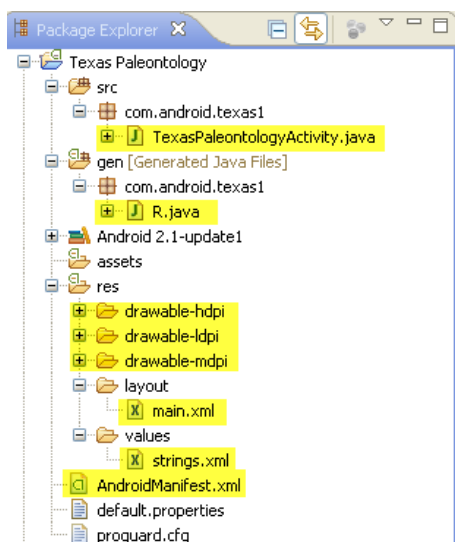 Package Explorer
Texas Paleontology
src
com.android.texas1
TexasPaleontologyActivity.java
gen [Generated Java Files]
com.android.texas1
R.java
Android 2.1-update1
assets
res
drawable-hdpi
drawable-ldpi
drawable-mdpi
layout
main.xml
values
strings.xml
AndroidManifest.xml
default.properties
proguard.cfg